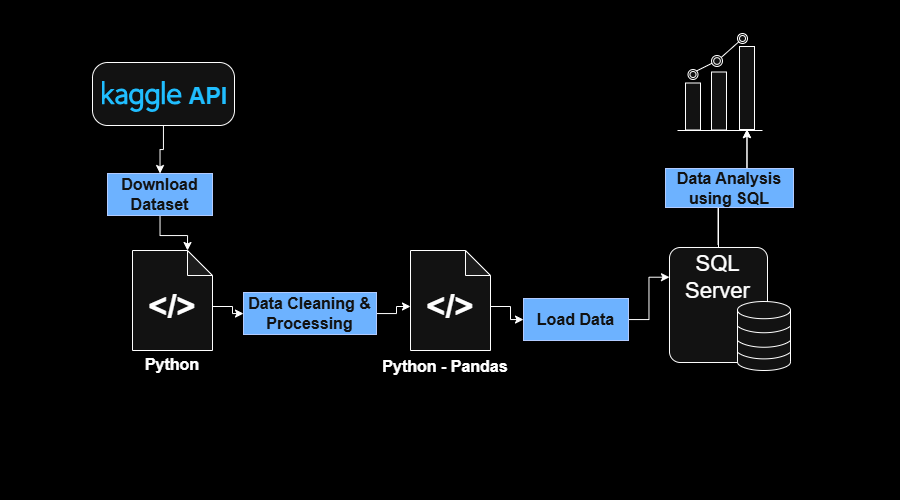 kaggle API
Download
Dataset
</>
Python
Data Cleaning &
Processing
</>
Python - Pandas
Load Data
SQL
Server
Data Analysis
using SQL